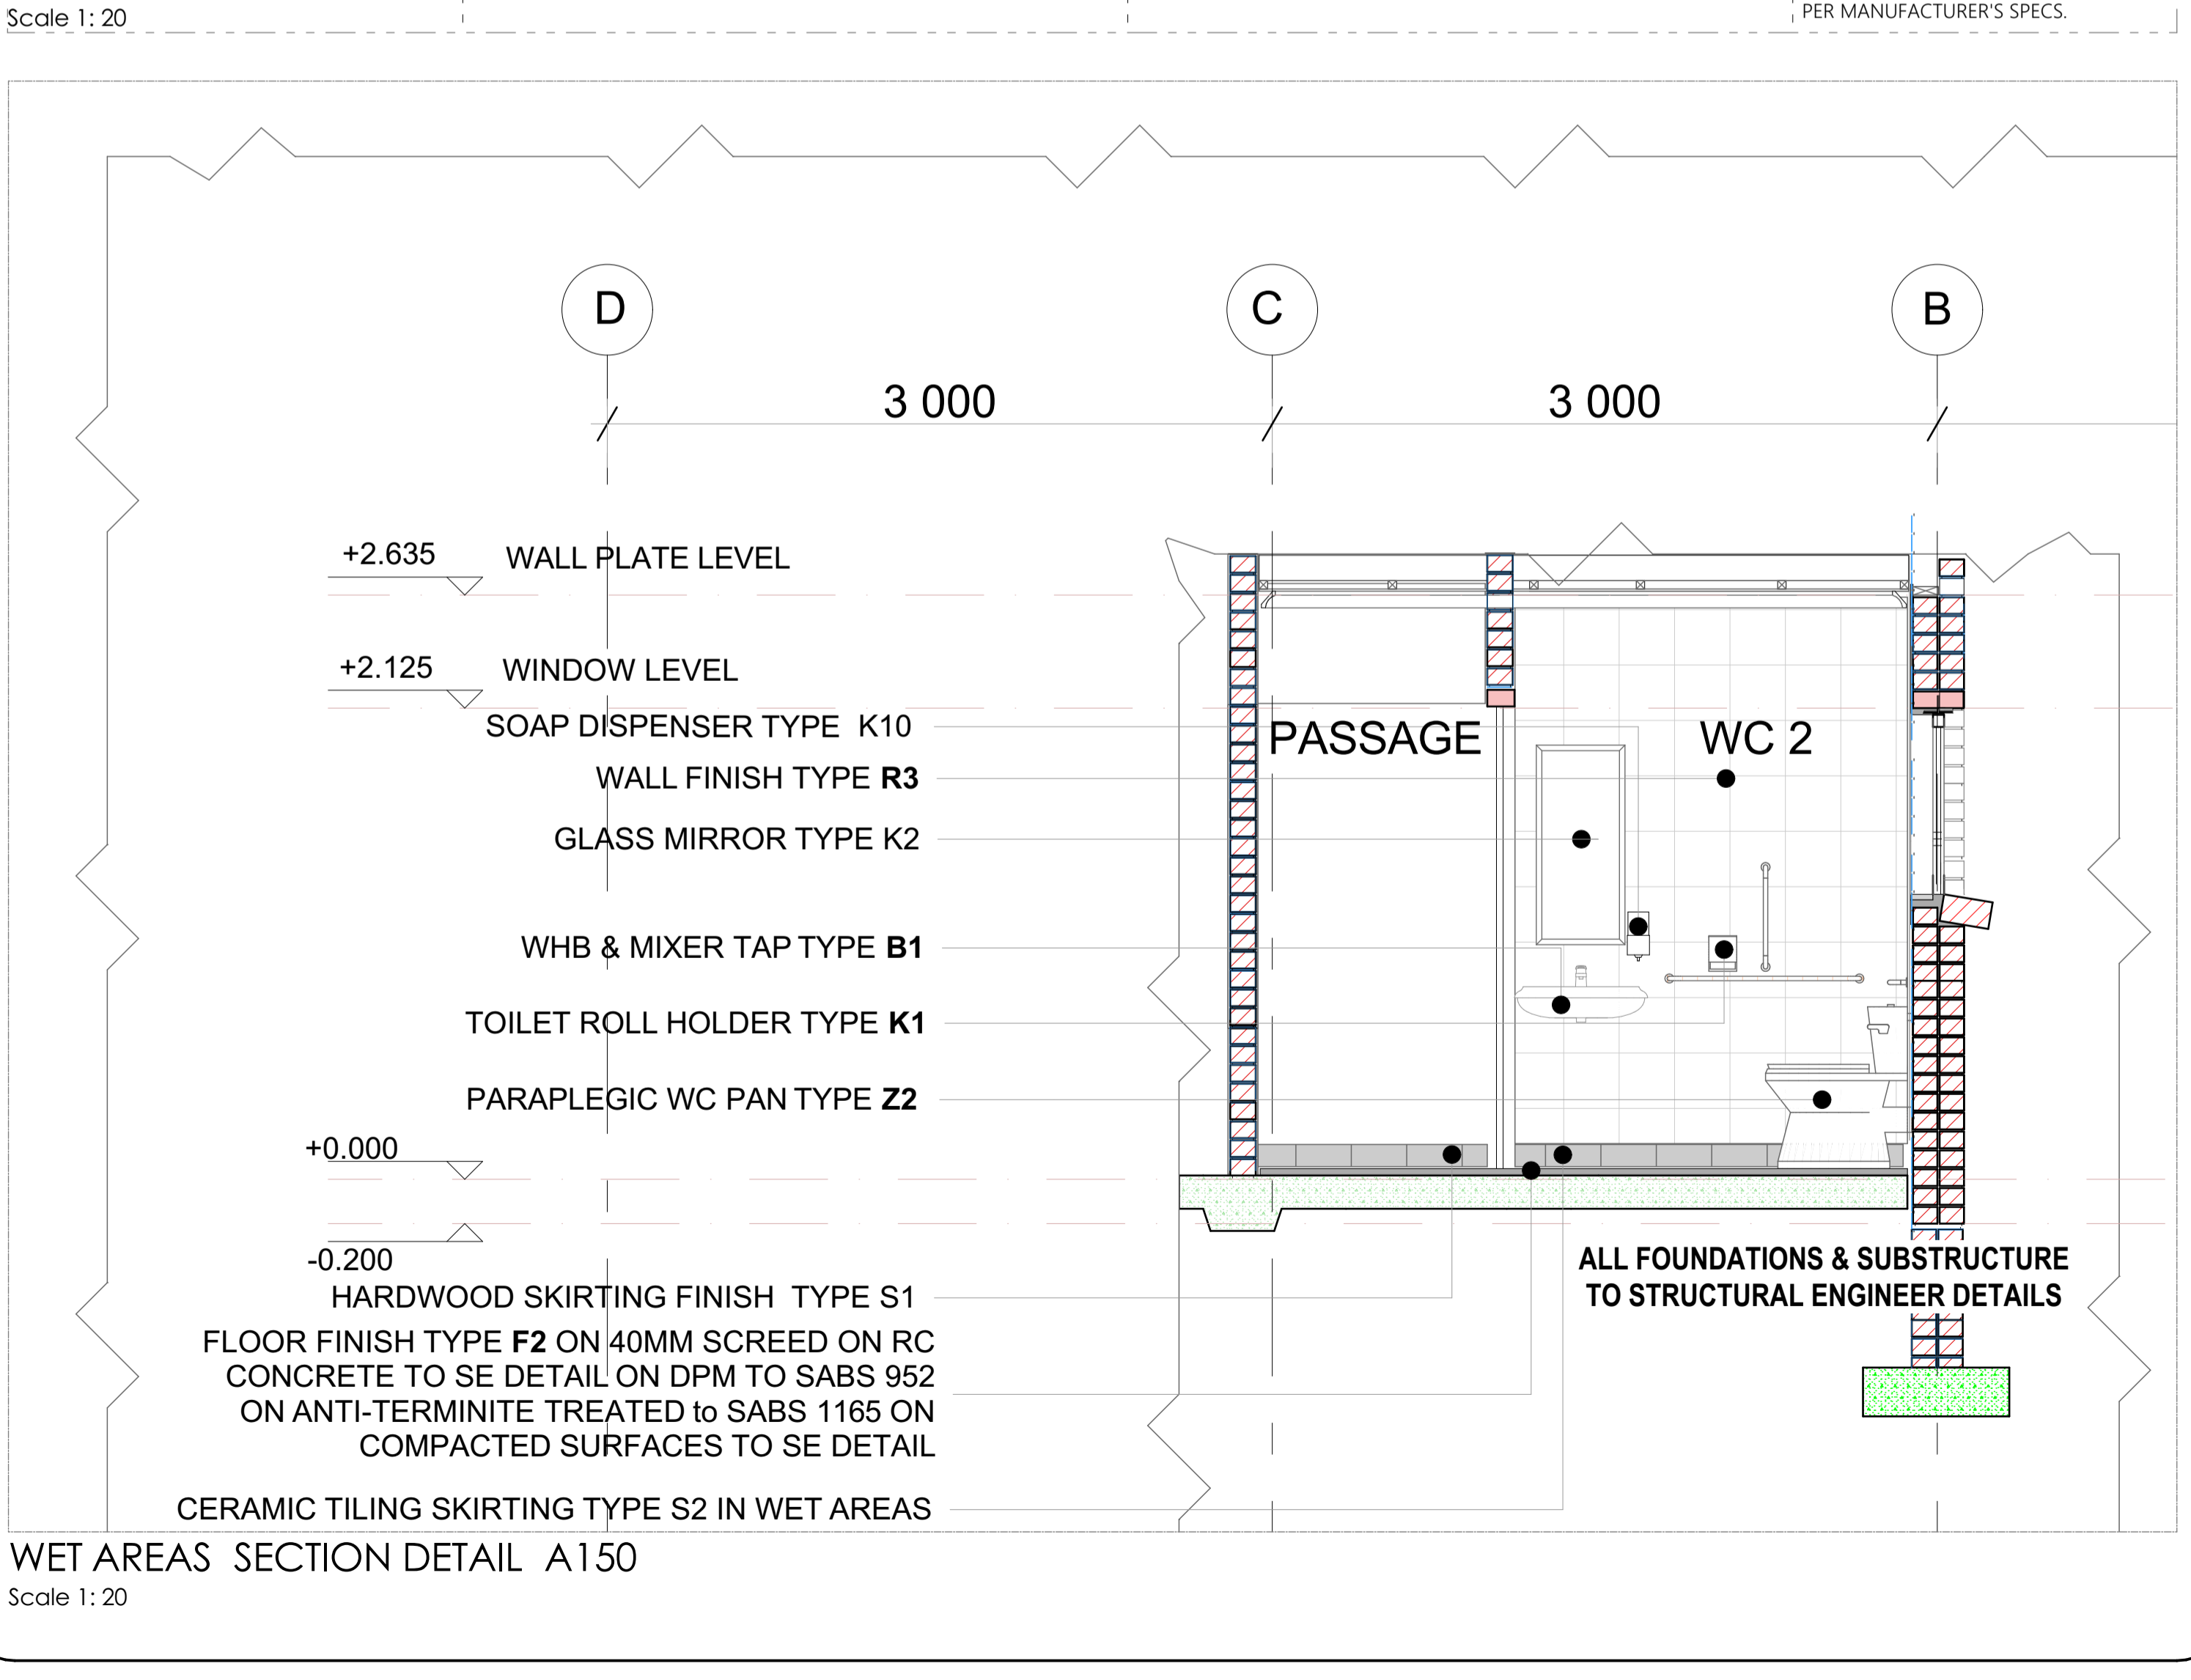 Scale 1: 20
PER MANUFACTURER'S SPECS.
D
C
B
3 000
3 000
+2.635
WALL PLATE LEVEL
+2.125
WINDOW LEVEL
SOAP DISPENSER TYPE K10
PASSAGE
WC 2
WALL FINISH TYPE R3
GLASS MIRROR TYPE K2
WHB & MIXER TAP TYPE B1
TOILET ROLL HOLDER TYPE K1
PARAPLEGIC WC PAN TYPE Z2
+0.000
-0.200
ALL FOUNDATIONS & SUBSTRUCTURE
TO STRUCTURAL ENGINEER DETAILS
HARDWOOD SKIRTING FINISH TYPE S1
FLOOR FINISH TYPE F2 ON 40MM SCREED ON RC
CONCRETE TO SE DETAIL ON DPM TO SABS 952
ON ANTI-TERMINITE TREATED to SABS 1165 ON
COMPACTED SURFACES TO SE DETAIL
CERAMIC TILING SKIRTING TYPE S2 IN WET AREAS
WET AREAS SECTION DETAIL A150
Scale 1: 20